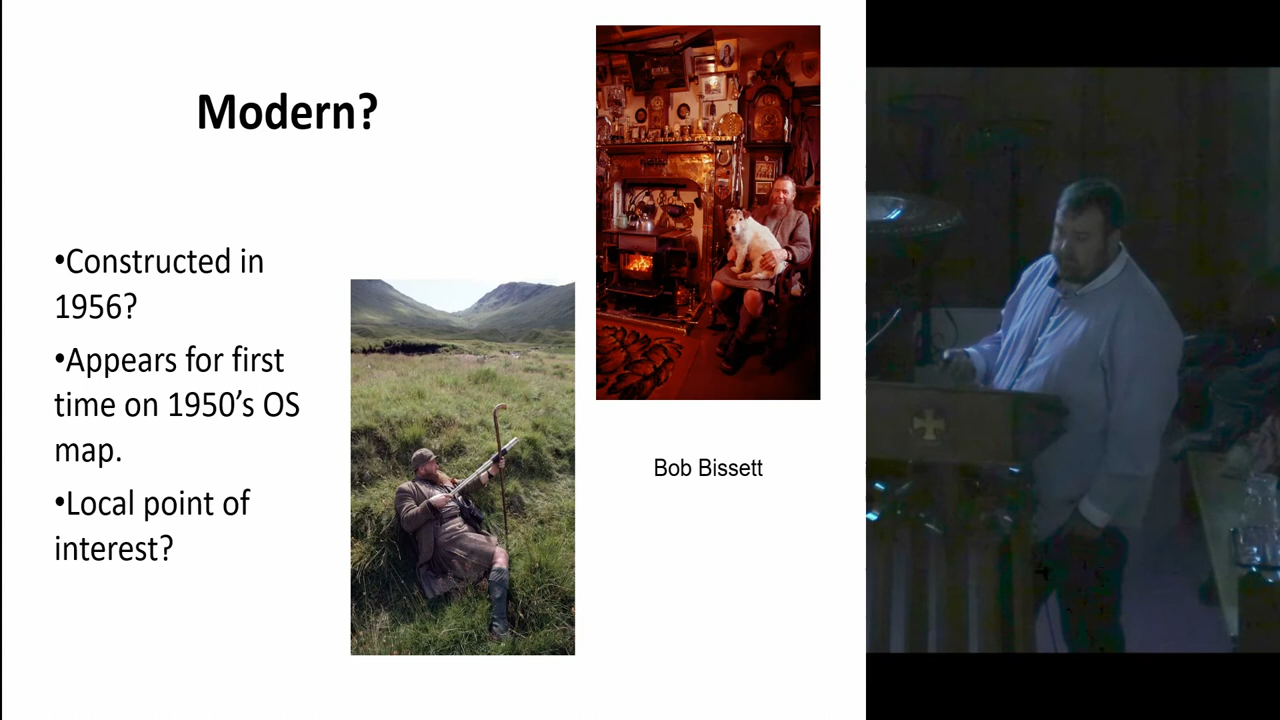 Modern?
•Constructed in
1956?
•Appears for first
time on 1950’s OS
map.
•Local point of
interest?
Bob Bissett